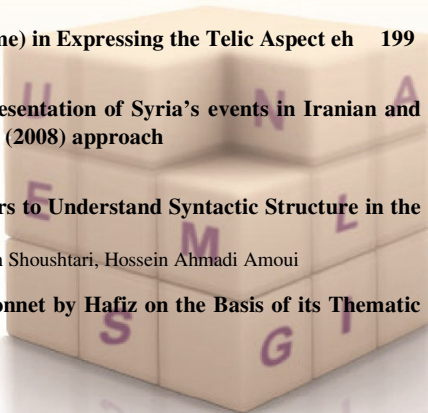 me) in Expressing the Telic Aspect eh 199
esentation of Syria's events in Iranian and
(2008) approach
rs to Understand Syntactic Structure in the
Shoushtari, Hossein Ahmadi Amoui
onnet by Hafiz on the Basis of its Thematic
U N A
E M L
S G I